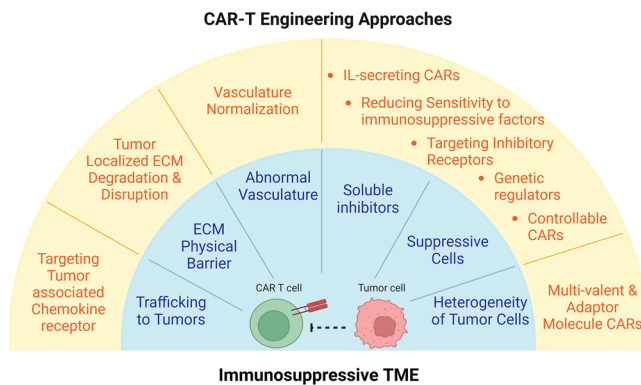 CAR-T Engineering Approaches
Vasculature
Normalization
• IL-secreting CARs
• Reducing Sensitivity to
immunosuppressive factors
• Targeting Inhibitory
Receptors
• Genetic
regulators
• Controllable
CARs
Tumor
Localized ECM
Degradation &
Disruption
Targeting
Tumor
associated
Chemokine
receptor
Multi-valent &
Adaptor
Molecule CARs
Trafficking
to Tumors
ECM
Physical
Barrier
Abnormal
Vasculature
Soluble
inhibitors
Suppressive
Cells
Heterogeneity
of Tumor Cells
CAR T cell
Tumor cell
Immunosuppressive TME